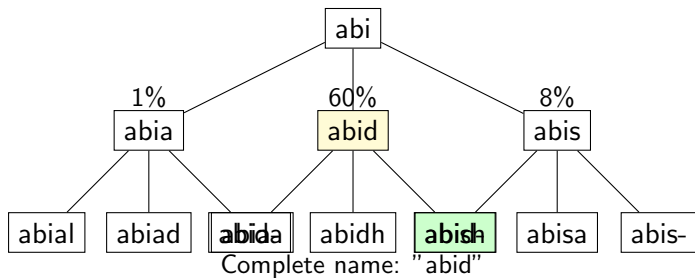 abi
1% 60% 8%
abia abid abis
abial abiad abidh abisa abis-
Complete name: "abid"